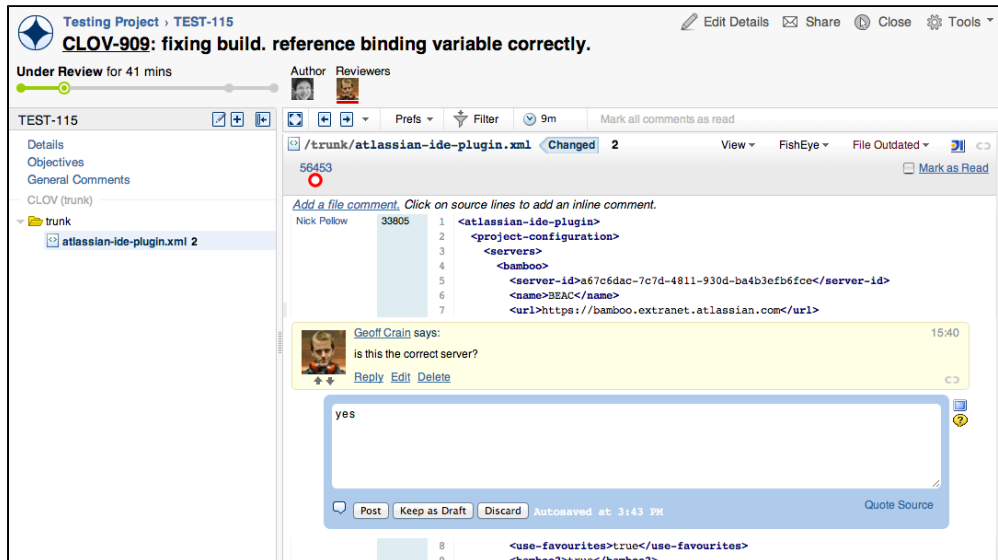 Testing Project › TEST-115
Edit Details Share Close Tools
CLOV-909: fixing build. reference binding variable correctly.
Under Review for 41 mins
Author Reviewers
TEST-115
Prefs Filter 9m Mark all comments as read
Details
Objectives
General Comments
CLOV (trunk)
trunk
atlassian-ide-plugin.xml 2
/trunk/atlassian-ide-plugin.xml Changed 2 View FishEye File Outdated
56453
Mark as Read
Add a file comment. Click on source lines to add an inline comment.
Nick Pellow 33805 1 <atlassian-ide-plugin>
2 <project-configuration>
3 <servers>
4 <bamboo>
5 <server-id>a67c6dac-7c7d-4811-930d-ba4b3efb6fce</server-id>
6 <name>BEAC</name>
7 <url>https://bamboo.extranet.atlassian.com</url>
Geoff Crain says: 15:40
is this the correct server?
Reply Edit Delete
yes
Post Keep as Draft Discard Autosaved at 3:43 PM Quote Source
8 <use-favourites>true</use-favourites>